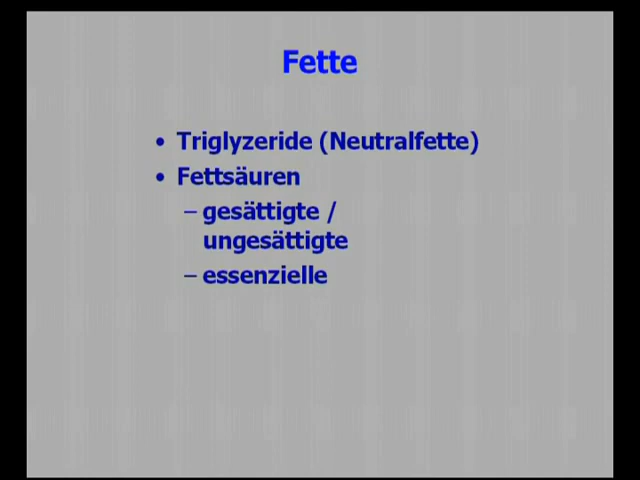 Fette
• Triglyzeride (Neutralfette)
• Fettsäuren
– gesättigte /
ungesättigte
– essenzielle